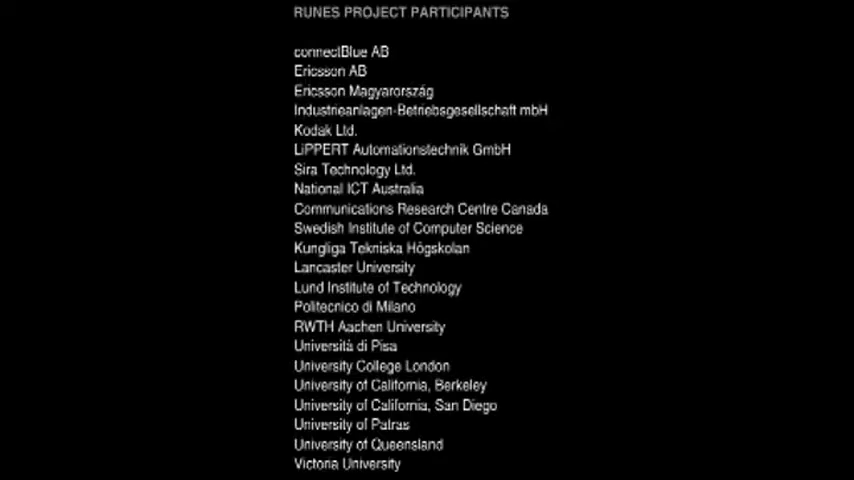 RUNES PROJECT PARTICIPANTS
connectBlue AB
Ericsson AB
Ericsson Magyarország
Industrieanlagen-Betriebsgesellschaft mbH
Kodak Ltd.
LiPPERT Automationstechnik GmbH
Sira Technology Ltd.
National ICT Australia
Communications Research Centre Canada
Swedish Institute of Computer Science
Kungliga Tekniska Högskolan
Lancaster University
Lund Institute of Technology
Politecnico di Milano
RWTH Aachen University
Università di Pisa
University College London
University of California, Berkeley
University of California, San Diego
University of Patras
University of Queensland
Victoria University